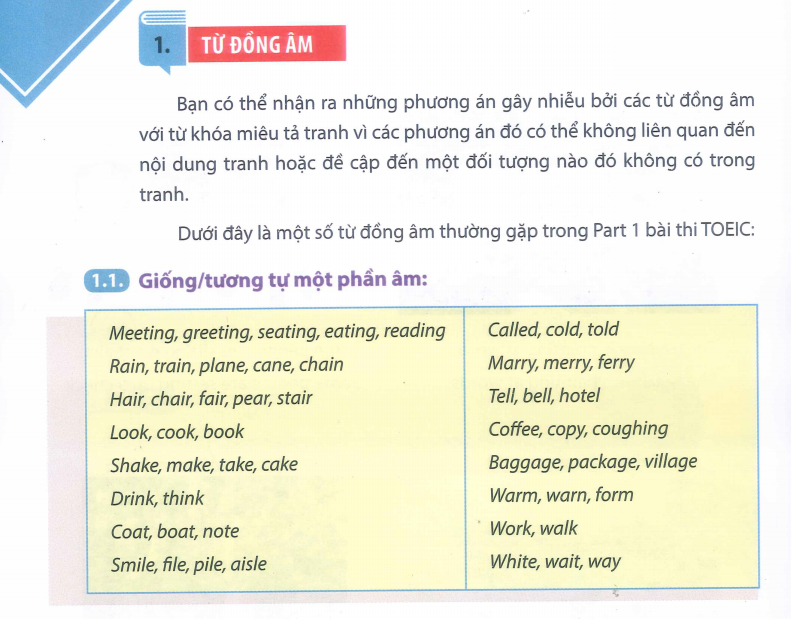 1. TỪ ĐỒNG ÂM
Bạn có thể nhận ra những phương án gây nhiễu bởi các từ đồng âm
với từ khóa miêu tả tranh vì các phương án đó có thể không liên quan đến
nội dung tranh hoặc đề cập đến một đối tượng nào đó không có trong
tranh.
Dưới đây là một số từ đồng âm thường gặp trong Part 1 bài thi TOEIC:
1.1. Giống/tương tự một phần âm:
Meeting, greeting, seating, eating, reading
Rain, train, plane, cane, chain
Hair, chair, fair, pear, stair
Look, cook, book
Shake, make, take, cake
Drink, think
Coat, boat, note
Smile, file, pile, aisle
Called, cold, told
Marry, merry, ferry
Tell, bell, hotel
Coffee, copy, coughing
Baggage, package, village
Warm, warn, form
Work, walk
White, wait, way